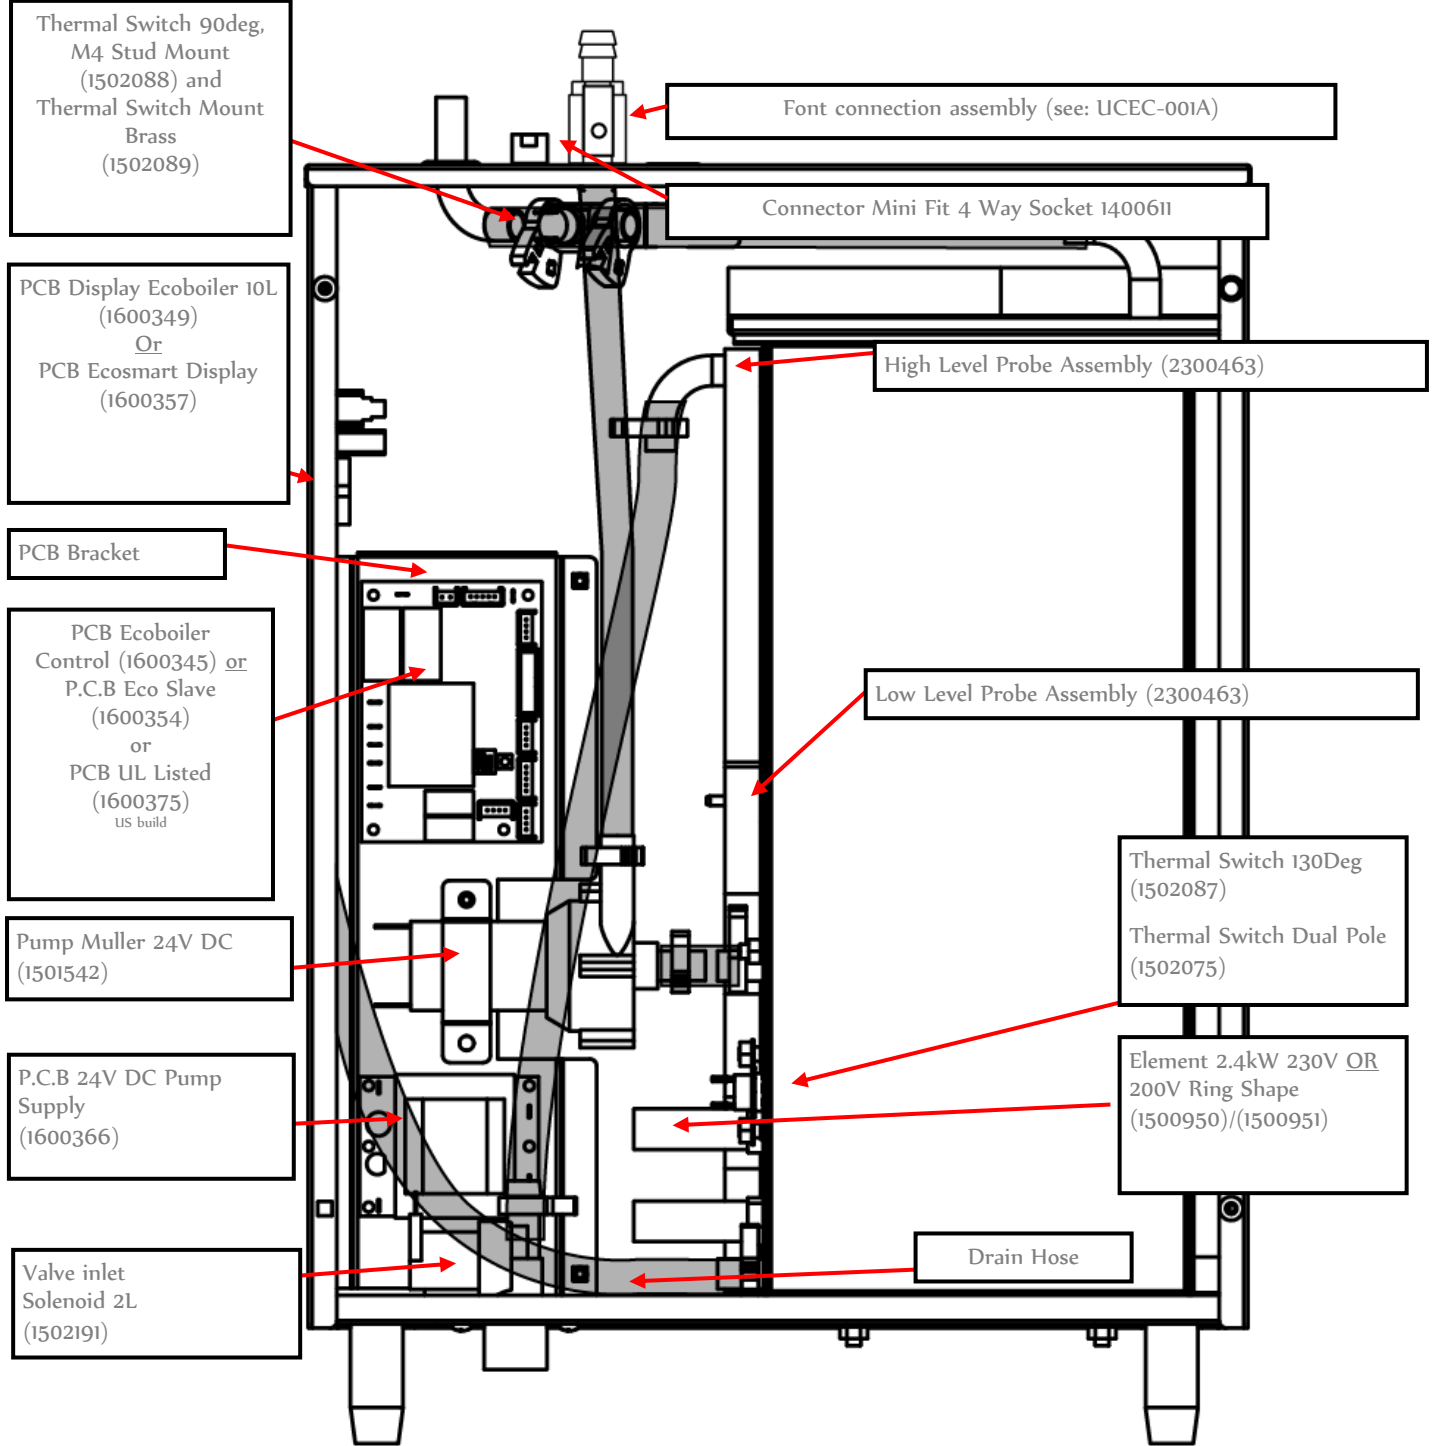 Thermal Switch 90deg,
M4 Stud Mount
(1502088) and
Thermal Switch Mount
Brass
(1502089)
Font connection assembly (see: UCEC-001A)
Connector Mini Fit 4 Way Socket 1400611
PCB Display Ecoboiler 10L
(1600349)
Or
PCB Ecosmart Display
(1600357)
High Level Probe Assembly (2300463)
PCB Bracket
PCB Ecoboiler
Control (1600345) or
P.C.B Eco Slave
(1600354)
or
PCB UL Listed
(1600375)
US build
Low Level Probe Assembly (2300463)
Thermal Switch 130Deg
(1502087)
Thermal Switch Dual Pole
(1502075)
Pump Muller 24V DC
(1501542)
Element 2.4kW 230V OR
200V Ring Shape
(1500950)/(1500951)
P.C.B 24V DC Pump
Supply
(1600366)
Drain Hose
Valve inlet
Solenoid 2L
(1502191)